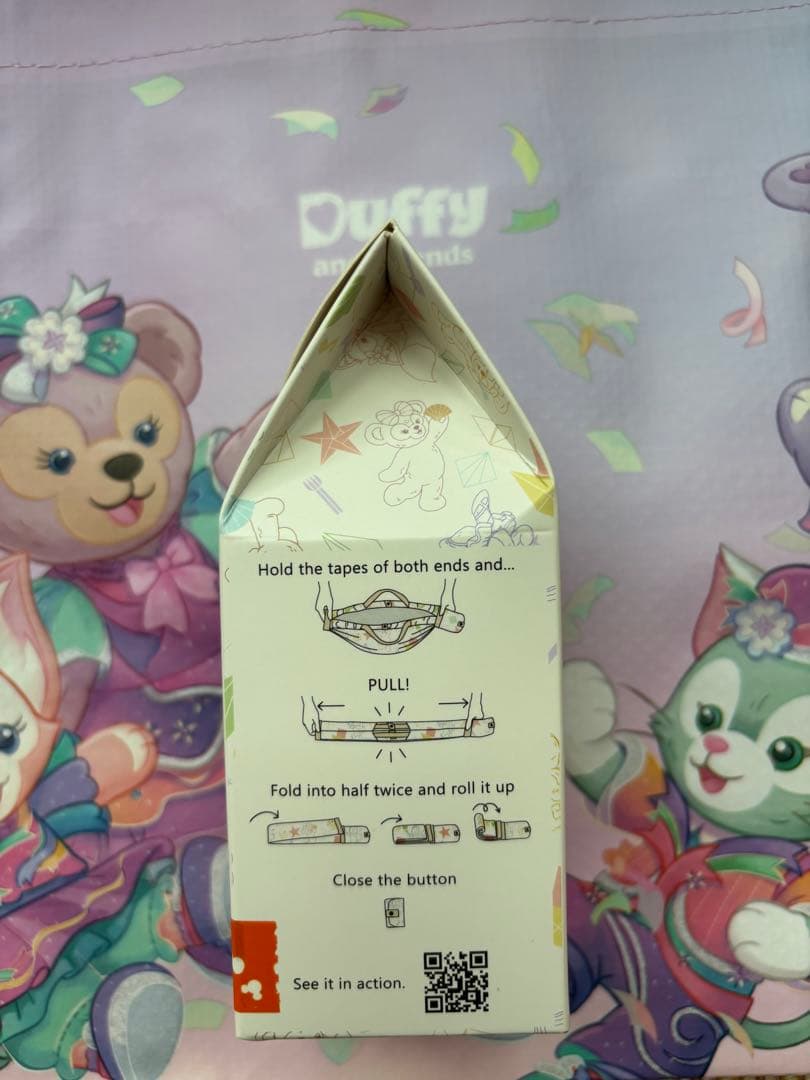 Duffy
Hold the tapes of both ends and...
PULL!
Fold into half twice and roll it up
Close the button
See it in action.